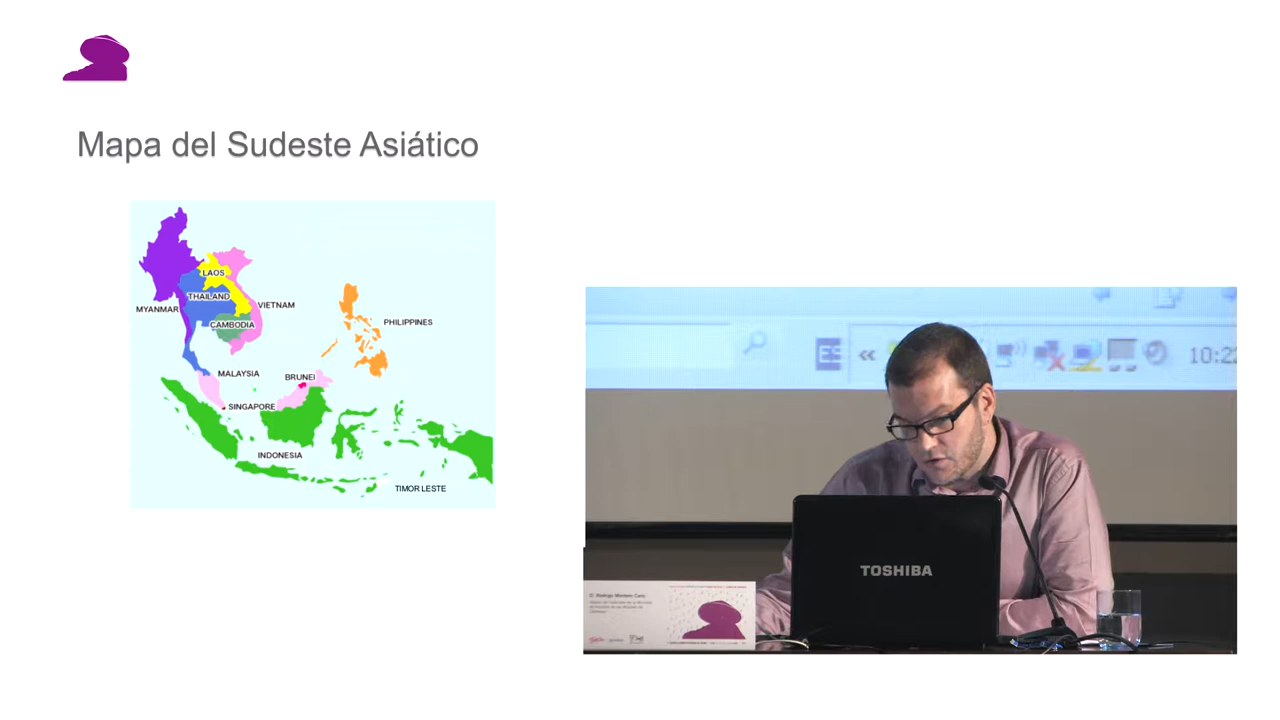 Mapa del Sudeste Asiático
LAOS
THAILAND
MYANMAR
VIETNAM
CAMBODIA
PHILIPPINES
MALAYSIA
BRUNEI
SINGAPORE
INDONESIA
TIMOR LESTE
ES
«
10:22
TOSHIBA
D. Rodrigo